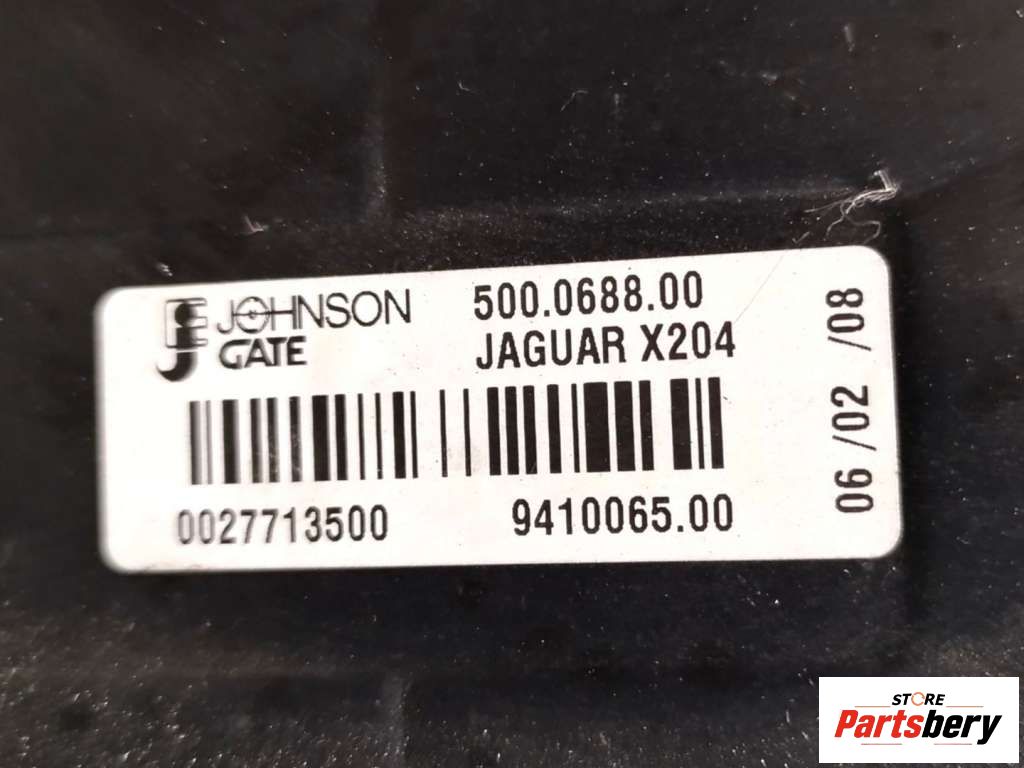 JOHNSON 500.0688.00
GATE JAGUAR X204
0027713500 9410065.00
06 /02 /08
STORE
Partsbery